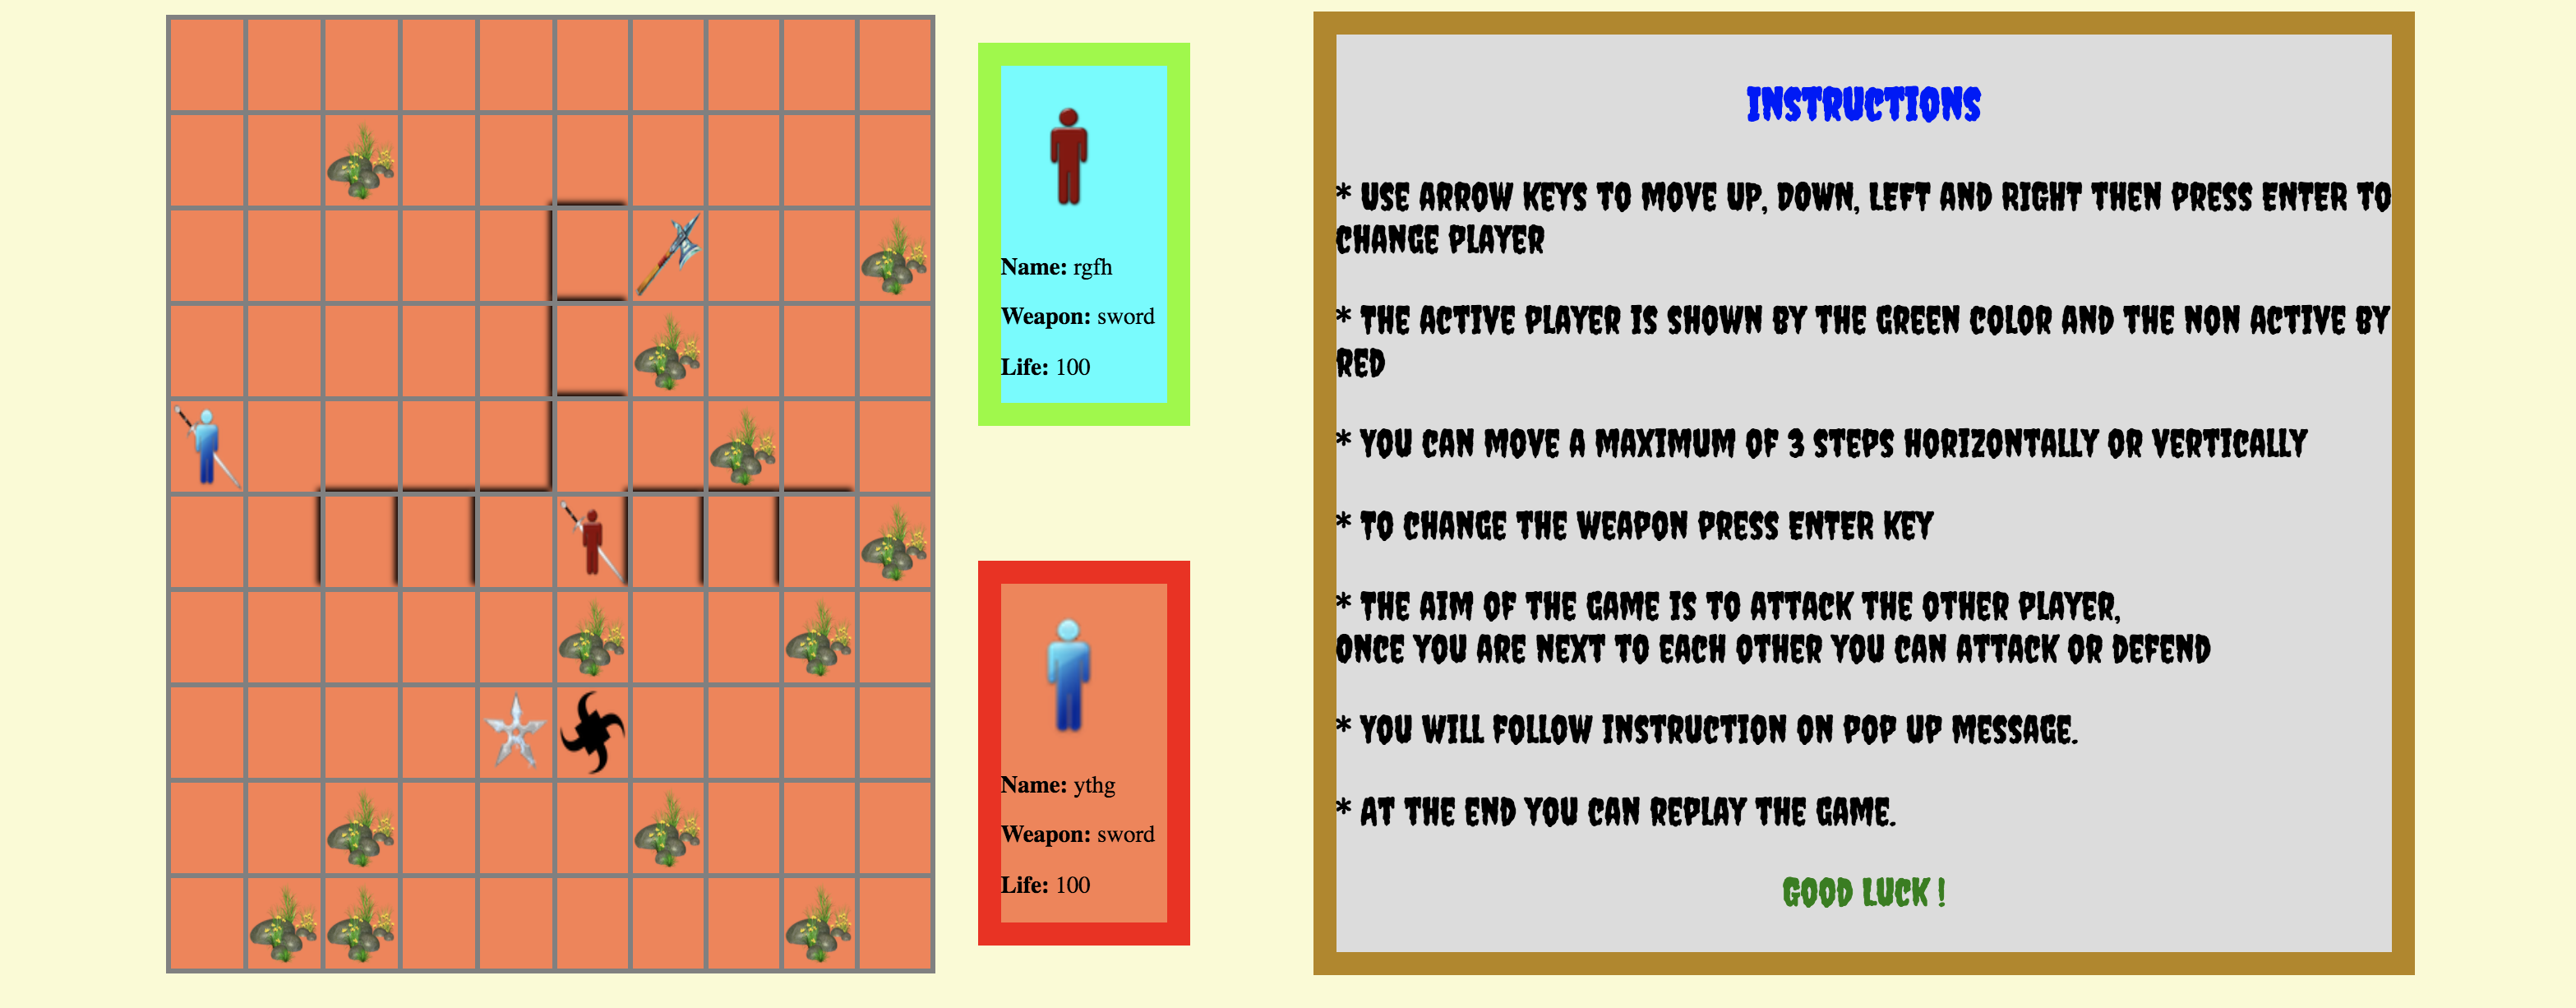 Name: rgfh
Weapon: sword
Life: 100
Name: ythg
Weapon: sword
Life: 100
INSTRUCTIONS
* USE ARROW KEYS TO MOVE UP, DOWN, LEFT AND RIGHT THEN PRESS ENTER TO
CHANGE PLAYER
* THE ACTIVE PLAYER IS SHOWN BY THE GREEN COLOR AND THE NON ACTIVE BY
RED
* YOU CAN MOVE A MAXIMUM OF 3 STEPS HORIZONTALLY OR VERTICALLY
* TO CHANGE THE WEAPON PRESS ENTER KEY
* THE AIM OF THE GAME IS TO ATTACK THE OTHER PLAYER,
ONCE YOU ARE NEXT TO EACH OTHER YOU CAN ATTACK OR DEFEND
* YOU WILL FOLLOW INSTRUCTION ON POP UP MESSAGE.
* AT THE END YOU CAN REPLAY THE GAME.
GOOD LUCK !